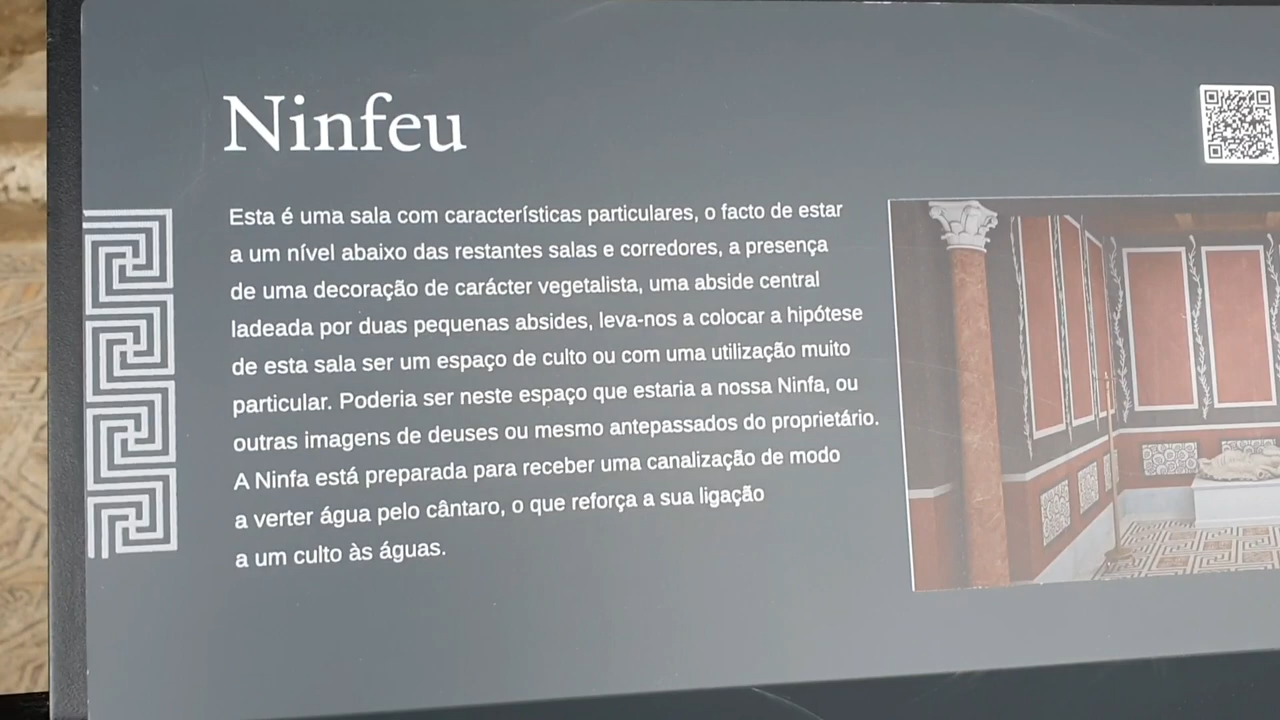 Ninfeu
Esta é uma sala com características particulares, o facto de estar
a um nível abaixo das restantes salas e corredores, a presença
de uma decoração de carácter vegetalista, uma abside central
ladeada por duas pequenas absides, leva-nos a colocar a hipótese
de esta sala ser um espaço de culto ou com uma utilização muito
particular. Poderia ser neste espaço que estaria a nossa Ninfa, ou
outras imagens de deuses ou mesmo antepassados do proprietário.
A Ninfa está preparada para receber uma canalização de modo
a verter água pelo cântaro, o que reforça a sua ligação
a um culto às águas.